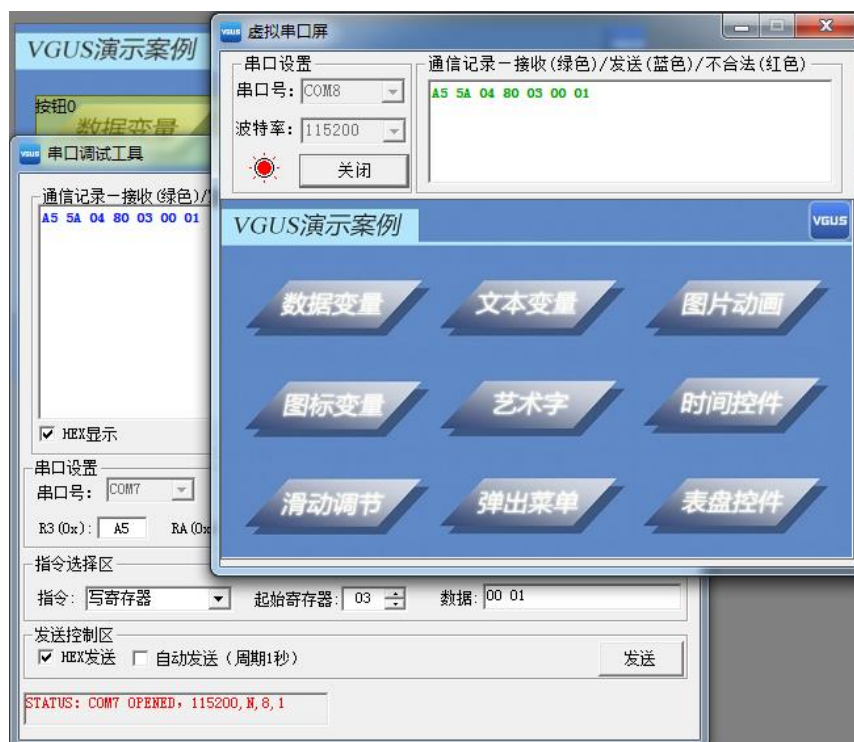 VGUS演示案例
按钮0
数据变量
VGUS 虚拟串口屏
串口设置
串口号: COM8
波特率: 115200
关闭
通信记录—接收(绿色)/发送(蓝色)/不合法(红色)
A5 5A 04 80 03 00 01
VGUS演示案例
VGUS
数据变量 文本变量 图片动画
图标变量 艺术字 时间控件
滑动调节 弹出菜单 表盘控件
VGUS 串口调试工具
通信记录—接收(绿色)/
A5 5A 04 80 03 00 01
HEX显示
串口设置
串口号: COM7
R3(0x): A5 RA(0x
指令选择区
指令: 写寄存器 起始寄存器: 03 数据: 00 01
发送控制区
HEX发送 自动发送(周期1秒) 发送
STATUS: COM7 OPENED, 115200,N,8,1